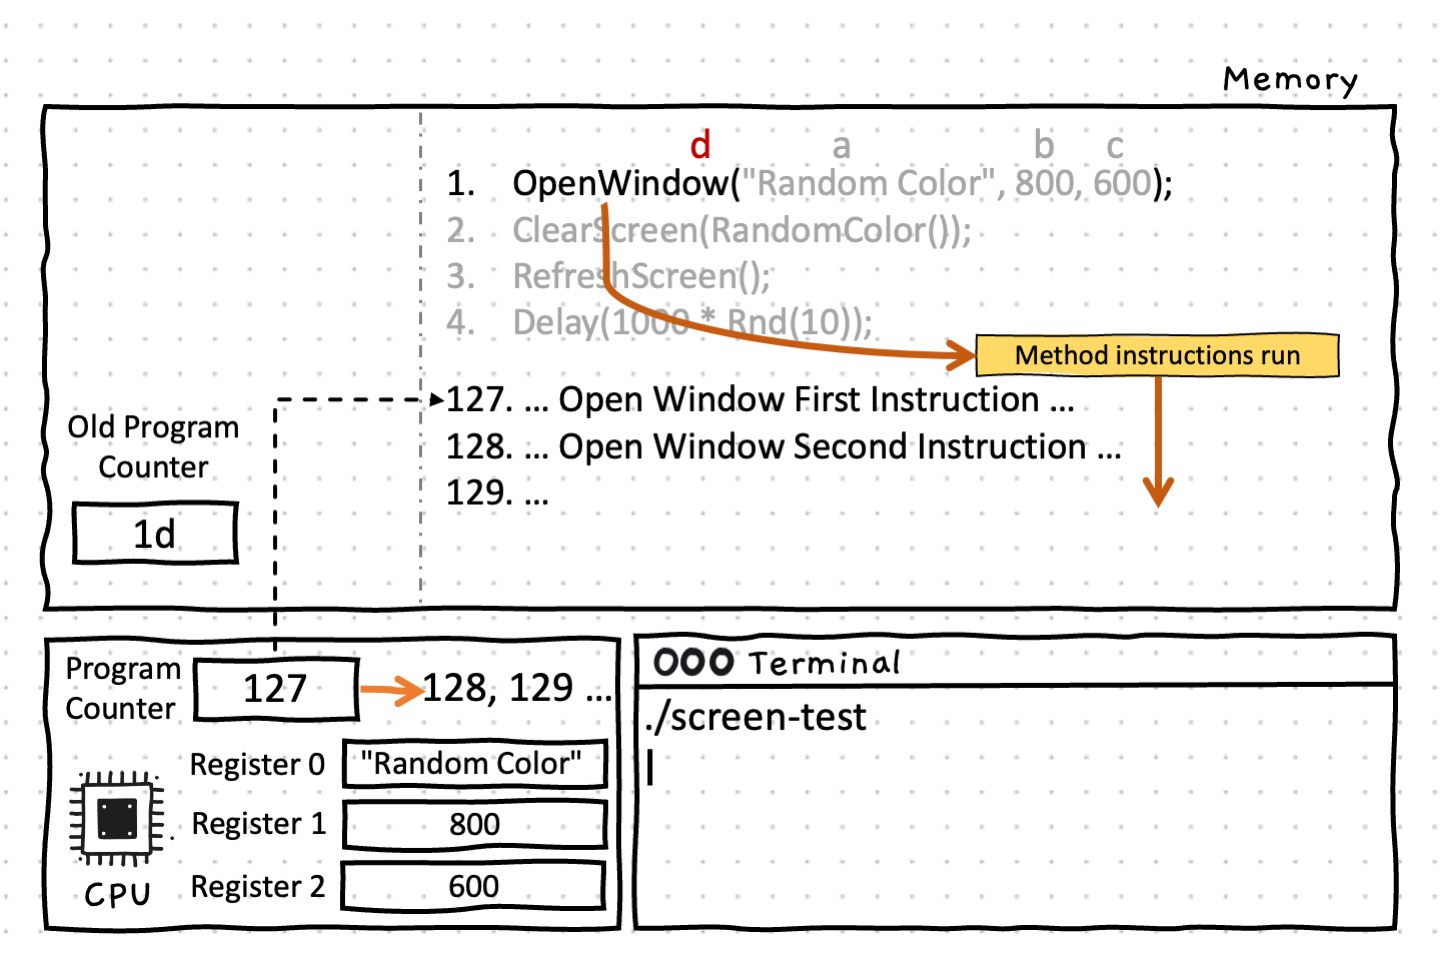 Memory
d a b c
1. OpenWindow("Random Color", 800, 600);
2. ClearScreen(RandomColor());
3. RefreshScreen();
4. Delay(1000 * Rnd(10));
Method instructions run
127. ... Open Window First Instruction ...
128. ... Open Window Second Instruction ...
129. ...
Old Program
Counter
1d
Program
Counter
127
128, 129 ...
Register 0
"Random Color"
Register 1
800
Register 2
600
CPU
Terminal
./screen-test